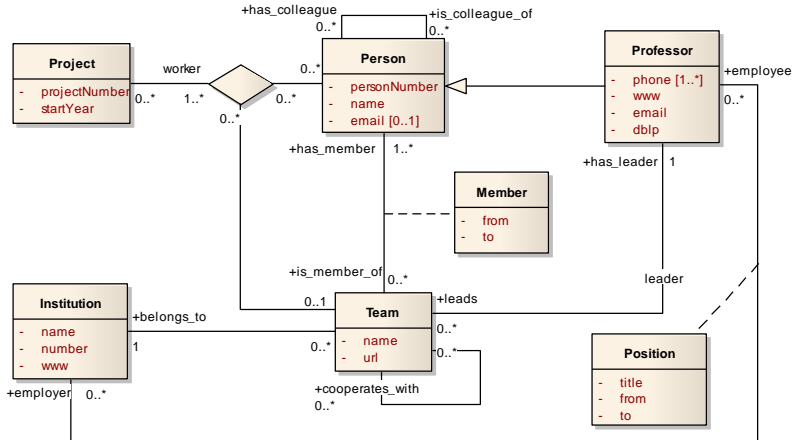 +has_colleague
0..*
+is_colleague_of
0..*
Project
- projectNumber
- startYear
0..*
worker
1..*
0..*
0..*
0..*
Person
- personNumber
- name
- email [0..1]
Professor
- phone [1..*]
- www
- email
- dblp
+employee
0..*
+has_member
1..*
+has_leader
1
Member
- from
- to
+is_member_of
0..*
leader
Institution
- name
- number
- www
+belongs_to
1
0..1
0..*
Team
- name
- url
+leads
0..*
0..*
+cooperates_with
0..*
Position
- title
- from
- to
+employer
0..*